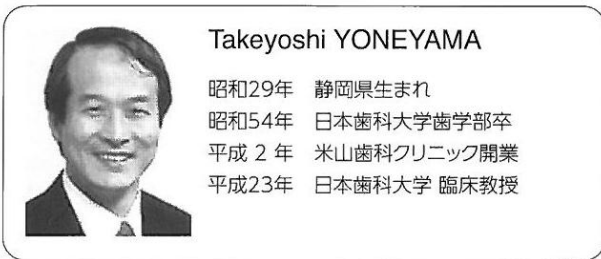 Takeyoshi YONEYAMA
昭和29年 静岡県生まれ
昭和54年 日本歯科大学歯学部卒
平成 2 年 米山歯科クリニック開業
平成23年 日本歯科大学 臨床教授